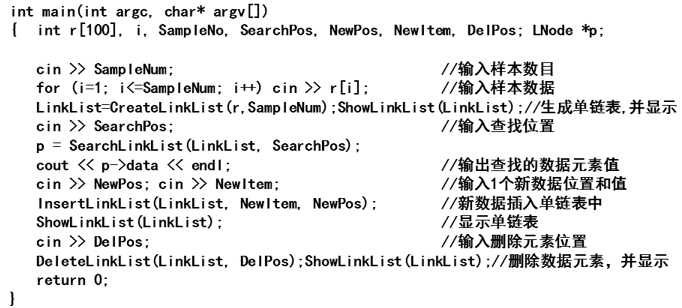 int main(int argc, char* argv[])
{ int r[100], i, SampleNo, SearchPos, NewPos, NewItem, DelPos; LNode *p;
cin >> SampleNum; //输入样本数目
for (i=1; i<=SampleNum; i++) cin >> r[i]; //输入样本数据
LinkList=CreateLinkList(r,SampleNum);ShowLinkList(LinkList);//生成单链表,并显示
cin >> SearchPos; //输入查找位置
p = SearchLinkList(LinkList, SearchPos);
cout << p->data << endl; //输出查找的数据元素值
cin >> NewPos; cin >> NewItem; //输入1个新数据位置和值
InsertLinkList(LinkList, NewItem, NewPos); //新数据插入单链表中
ShowLinkList(LinkList); //显示单链表
cin >> DelPos; //输入删除元素位置
DeleteLinkList(LinkList, DelPos);ShowLinkList(LinkList);//删除数据元素，并显示
return 0;
}